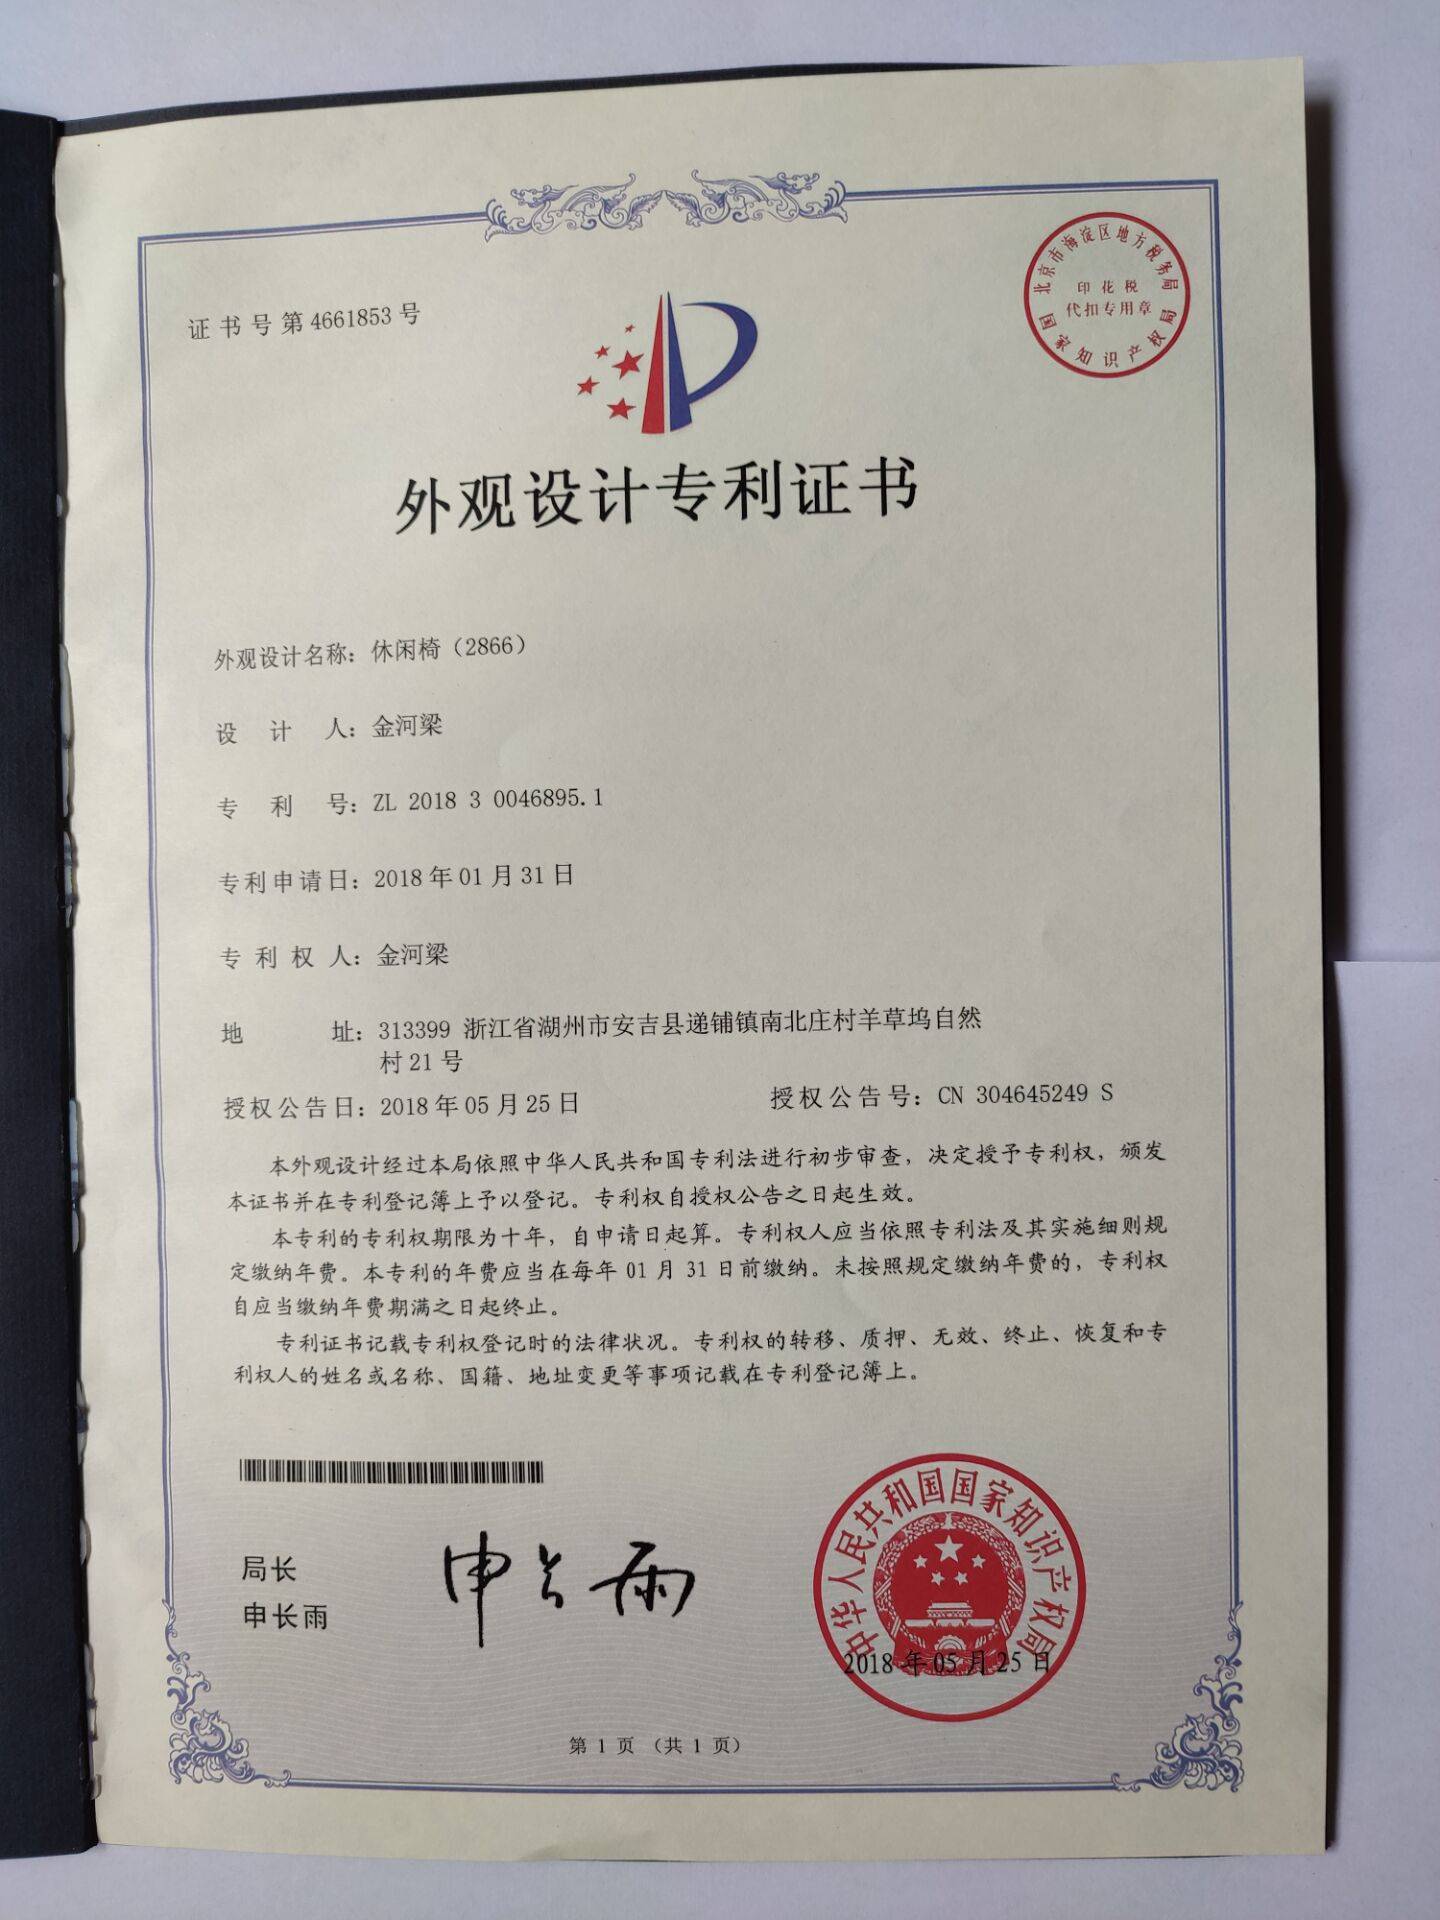 证书号第4661853号
北京市海淀区地方税务局
印花税
代扣专用章
国家知识产权局
外观设计专利证书
外观设计名称：休闲椅（2866）
设计人：金河梁
专利号：ZL 2018 3 0046895.1
专利申请日：2018年01月31日
专利权人：金河梁
地址：313399 浙江省湖州市安吉县递铺镇南北庄村羊草坞自然
村21号
授权公告日：2018年05月25日 授权公告号：CN 304645249 S
本外观设计经过本局依照中华人民共和国专利法进行初步审查，决定授予专利权，颁发
本证书并在专利登记簿上予以登记。专利权自授权公告之日起生效。
本专利的专利权期限为十年，自申请日起算。专利权人应当依照专利法及其实施细则规
定缴纳年费。本专利的年费应当在每年01月31日前缴纳。未按照规定缴纳年费的，专利权
自应当缴纳年费期满之日起终止。
专利证书记载专利权登记时的法律状况。专利权的转移、质押、无效、终止、恢复和专
利权人的姓名或名称、国籍、地址变更等事项记载在专利登记簿上。
局长
申长雨
申长雨
中华人民共和国国家知识产权局
2018年05月25日
第1页（共1页）